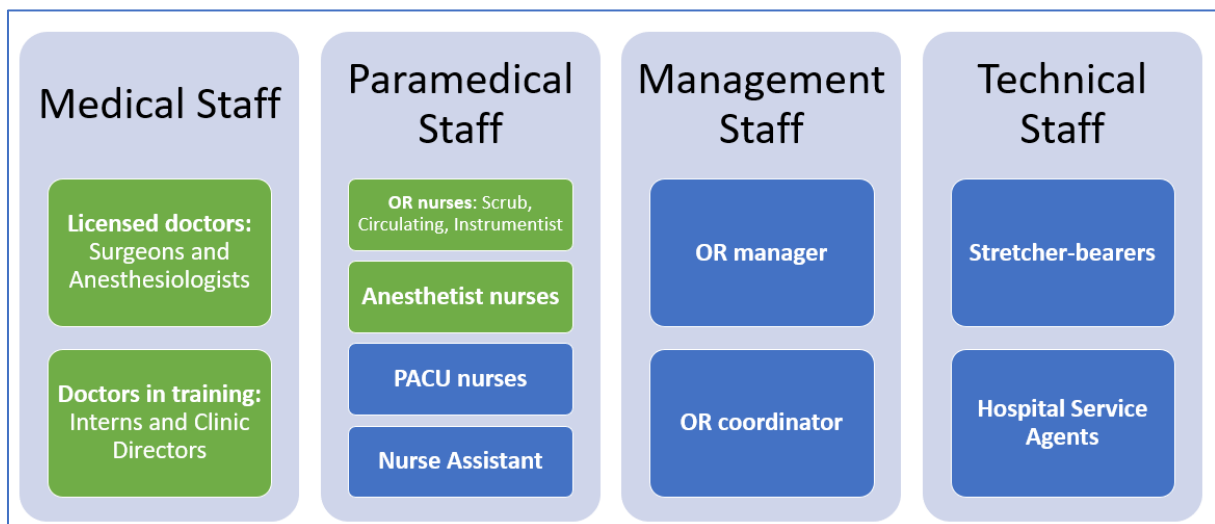 Medical Staff
Licensed doctors:
Surgeons and
Anesthesiologists
Doctors in training:
Interns and Clinic
Directors
Paramedical
Staff
OR nurses: Scrub,
Circulating, Instrumentist
Anesthetist nurses
PACU nurses
Nurse Assistant
Management
Staff
OR manager
OR coordinator
Technical
Staff
Stretcher-bearers
Hospital Service
Agents